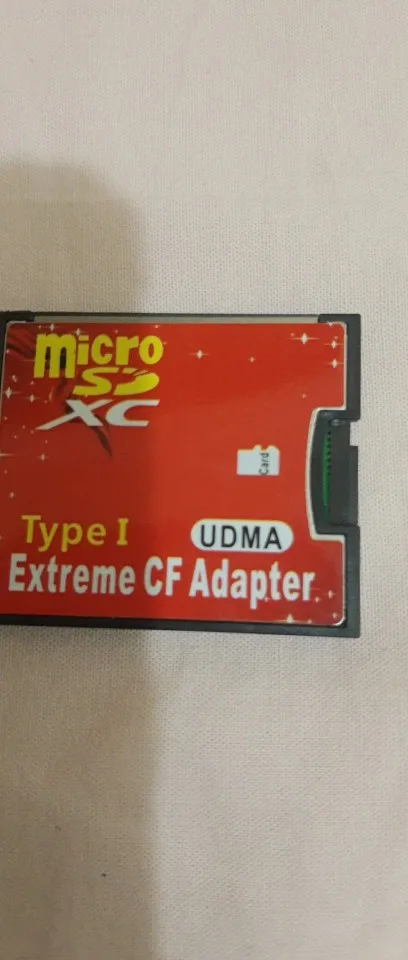 micro
SD
XC
Card
Type I
UDMA
Extreme CF Adapter